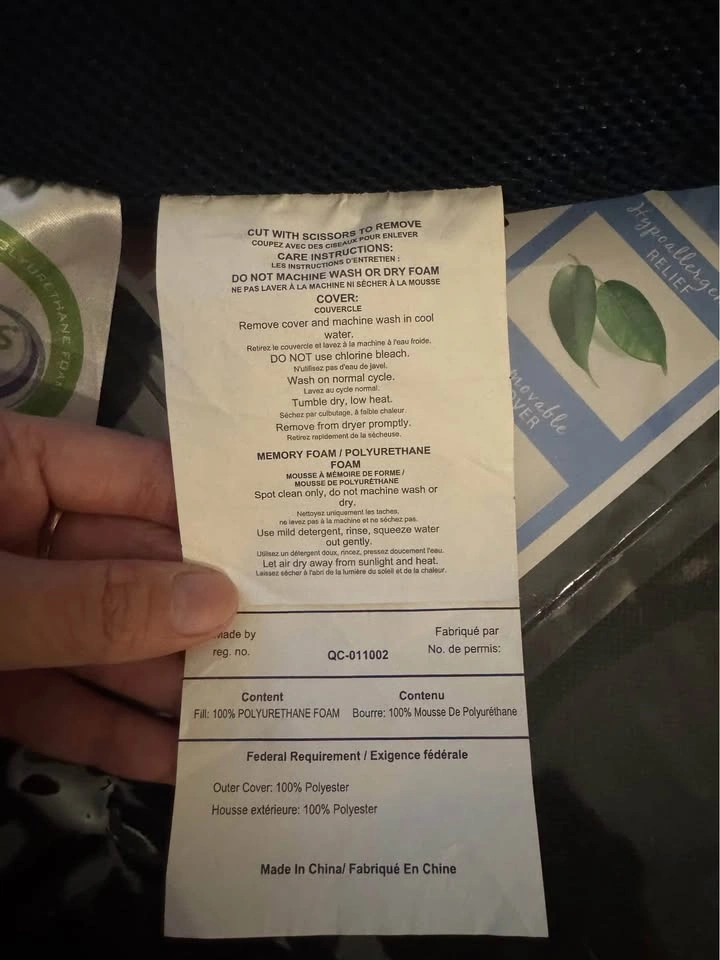 CUT WITH SCISSORS TO REMOVE
COUPEZ AVEC DES CISEAUX POUR ENLEVER
CARE INSTRUCTIONS:
LES INSTRUCTIONS D'ENTRETIEN :
DO NOT MACHINE WASH OR DRY FOAM
NE PAS LAVER À LA MACHINE NI SÉCHER À LA MOUSSE
COVER:
COUVERCLE
Remove cover and machine wash in cool
water.
Retirez le couvercle et lavez à la machine à l'eau froide.
DO NOT use chlorine bleach.
N'utilisez pas d'eau de javel.
Wash on normal cycle.
Lavez au cycle normal.
Tumble dry, low heat.
Séchez par culbutage, à faible chaleur.
Remove from dryer promptly.
Retirez rapidement de la sécheuse.
MEMORY FOAM / POLYURETHANE
FOAM
MOUSSE À MÉMOIRE DE FORME /
MOUSSE DE POLYURÉTHANE
Spot clean only, do not machine wash or
dry.
Nettoyez uniquement les taches,
ne lavez pas à la machine et ne séchez pas.
Use mild detergent, rinse, squeeze water
out gently.
Utilisez un détergent doux, rincez, pressez doucement l'eau.
Let air dry away from sunlight and heat.
Laissez sécher à l'abri de la lumière du soleil et de la chaleur.
Made by Fabriqué par
reg. no. QC-011002 No. de permis:
Content Contenu
Fill: 100% POLYURETHANE FOAM Bourre: 100% Mousse De Polyuréthane
Federal Requirement / Exigence fédérale
Outer Cover: 100% Polyester
Housse extérieure: 100% Polyester
Made In China/ Fabriqué En Chine
OLYURETHANE FOAM
Hypoallerge
RELIEF
movable
OVER